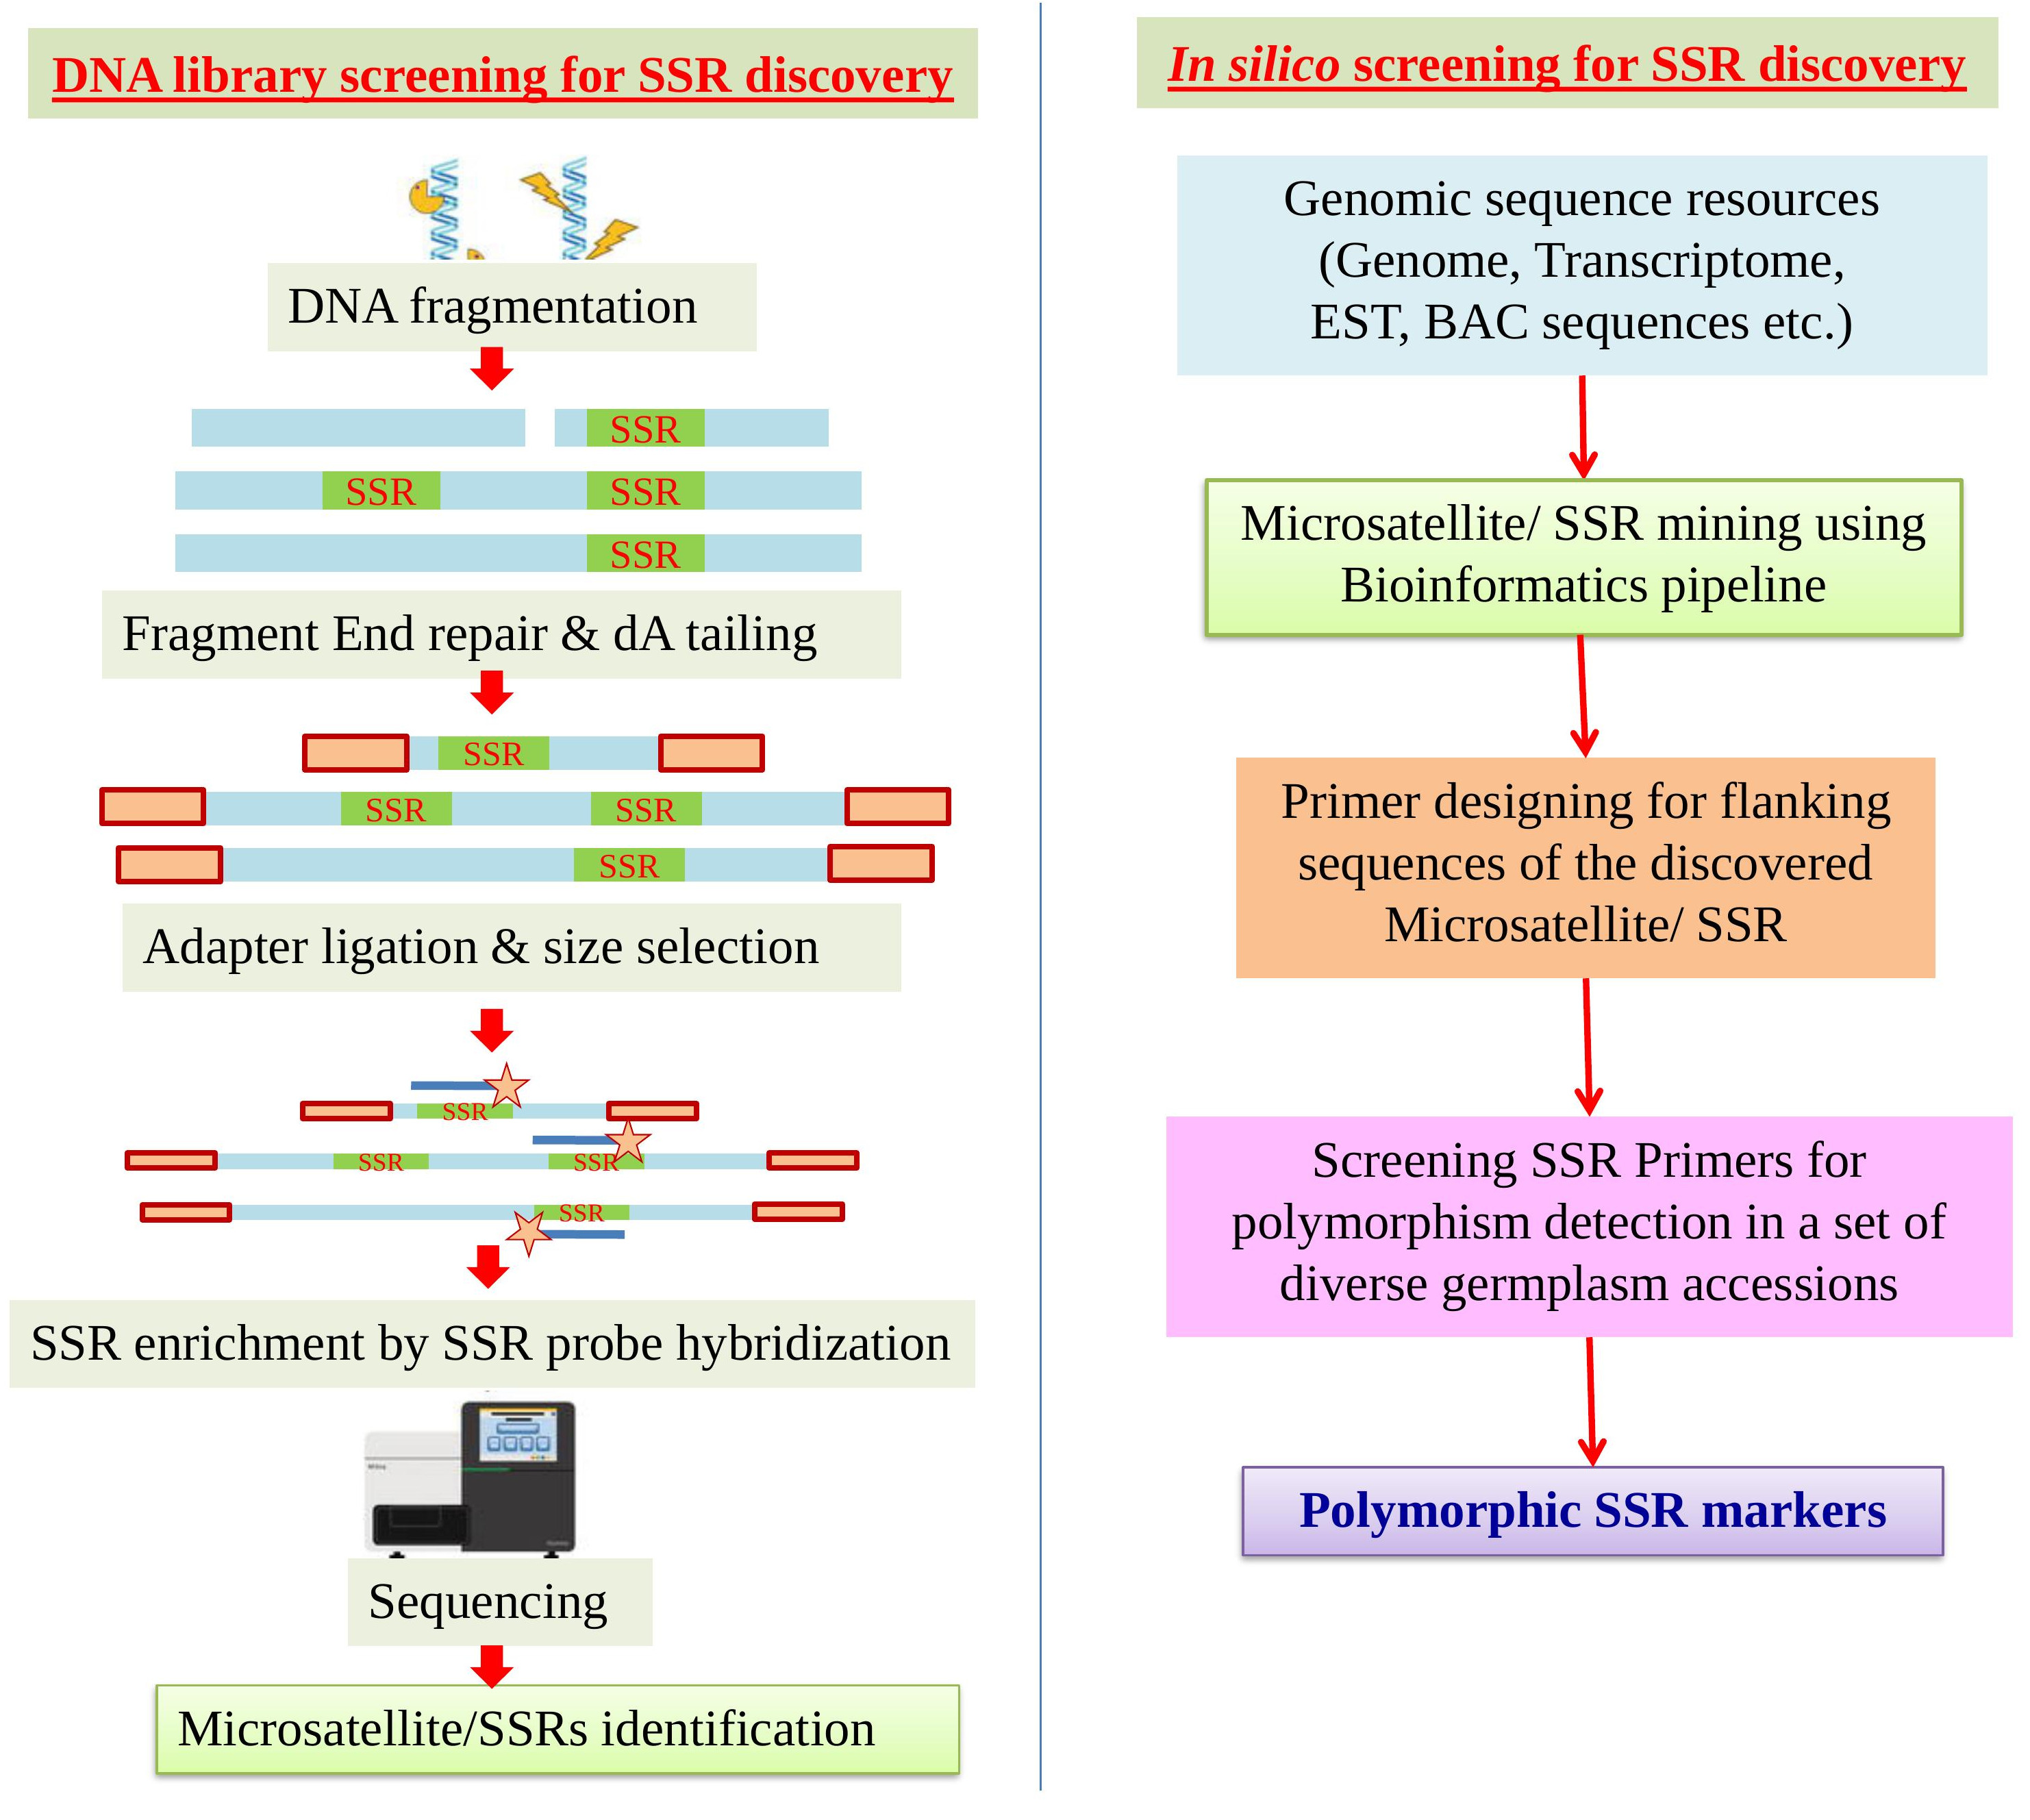 DNA library screening for SSR discovery
DNA fragmentation
SSR
SSR SSR
SSR
Fragment End repair & dA tailing
SSR
SSR SSR
SSR
Adapter ligation & size selection
SSR
SSR SSR
SSR
SSR enrichment by SSR probe hybridization
Sequencing
Microsatellite/SSRs identification
In silico screening for SSR discovery
Genomic sequence resources
(Genome, Transcriptome,
EST, BAC sequences etc.)
Microsatellite/ SSR mining using
Bioinformatics pipeline
Primer designing for flanking
sequences of the discovered
Microsatellite/ SSR
Screening SSR Primers for
polymorphism detection in a set of
diverse germplasm accessions
Polymorphic SSR markers